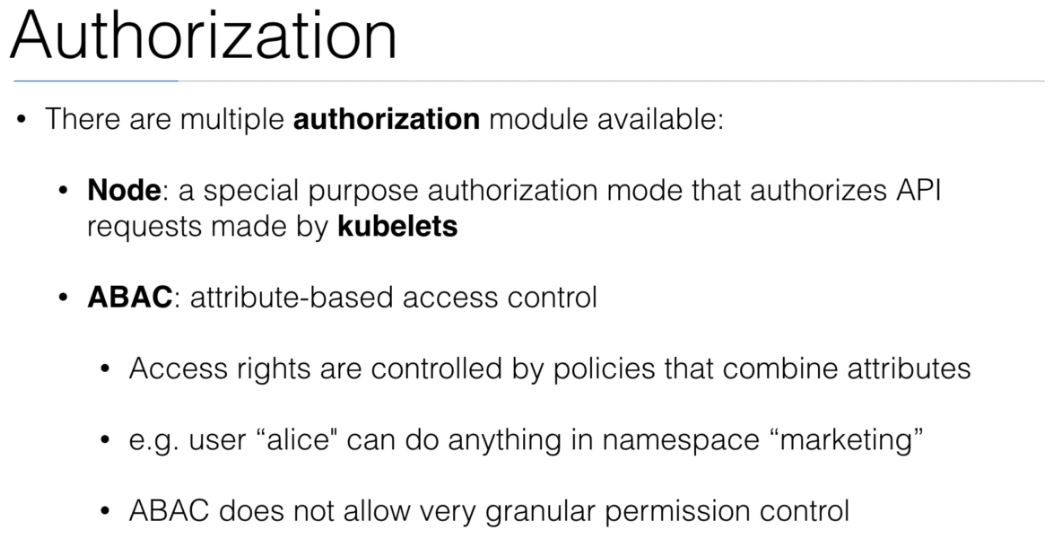 Authorization
• There are multiple authorization module available:
• Node: a special purpose authorization mode that authorizes API
requests made by kubelets
• ABAC: attribute-based access control
• Access rights are controlled by policies that combine attributes
• e.g. user “alice" can do anything in namespace “marketing”
• ABAC does not allow very granular permission control